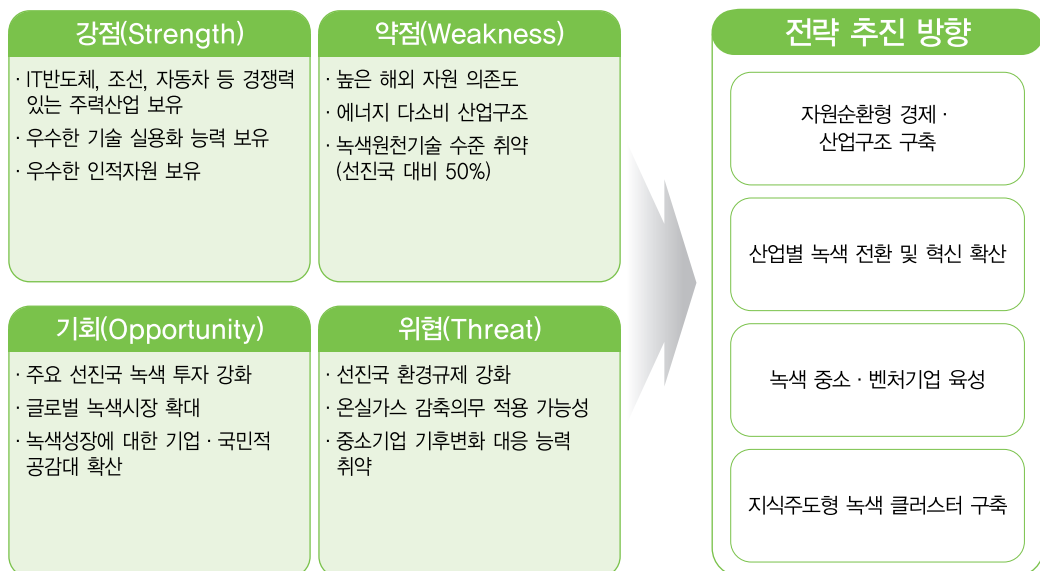 강점(Strength)
· IT반도체, 조선, 자동차 등 경쟁력
있는 주력산업 보유
· 우수한 기술 실용화 능력 보유
· 우수한 인적자원 보유
약점(Weakness)
· 높은 해외 자원 의존도
· 에너지 다소비 산업구조
· 녹색원천기술 수준 취약
(선진국 대비 50%)
기회(Opportunity)
· 주요 선진국 녹색 투자 강화
· 글로벌 녹색시장 확대
· 녹색성장에 대한 기업 · 국민적
공감대 확산
위협(Threat)
· 선진국 환경규제 강화
· 온실가스 감축의무 적용 가능성
· 중소기업 기후변화 대응 능력
취약
전략 추진 방향
자원순환형 경제 ·
산업구조 구축
산업별 녹색 전환 및 혁신 확산
녹색 중소 · 벤처기업 육성
지식주도형 녹색 클러스터 구축